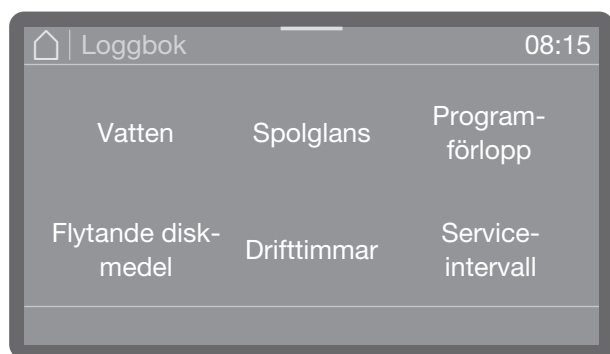 Loggbok 08:15
Vatten Spolglans Program-
förlopp
Flytande disk-
medel Drifttimmar Service-
intervall